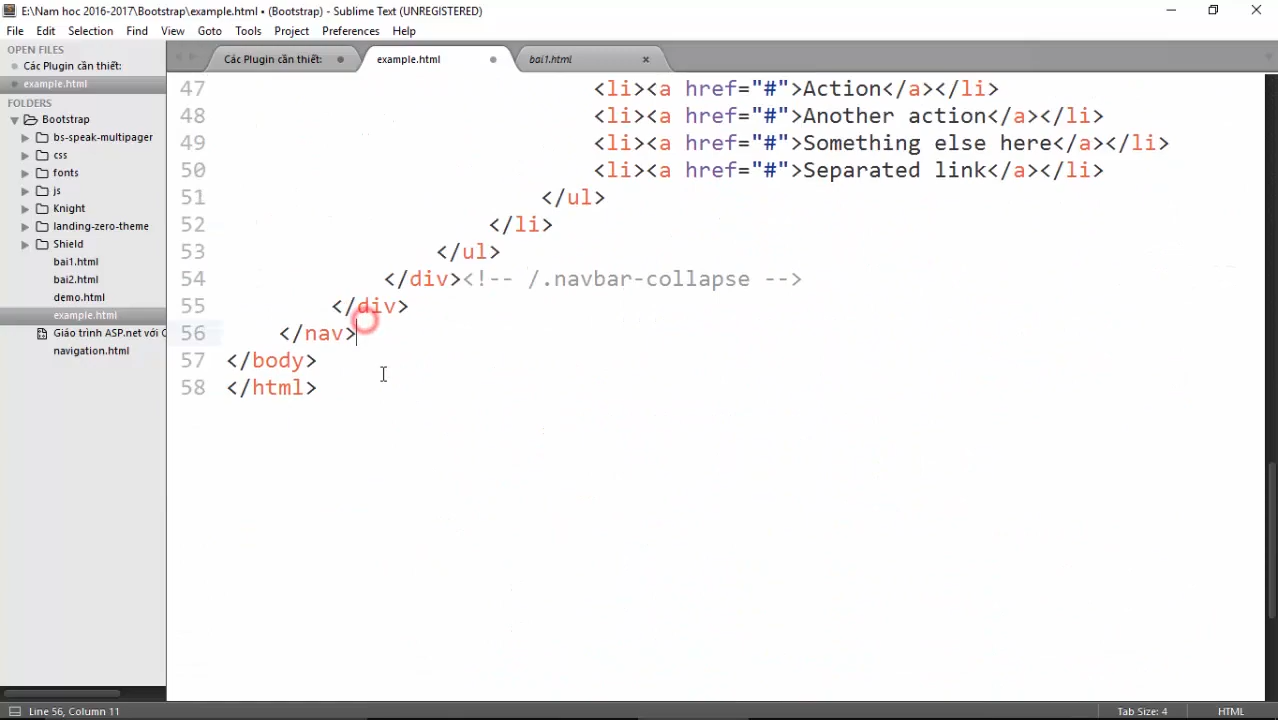 E:\Nam hoc 2016-2017\Bootstrap\example.html • (Bootstrap) - Sublime Text (UNREGISTERED)
File Edit Selection Find View Goto Tools Project Preferences Help
OPEN FILES
Các Plugin cần thiết:
example.html
FOLDERS
Bootstrap
bs-speak-multipager
css
fonts
js
Knight
landing-zero-theme
Shield
bai1.html
bai2.html
demo.html
example.html
Giáo trình ASP.net với C
navigation.html
Các Plugin cần thiết: example.html bai1.html
47 <li><a href="#">Action</a></li>
48 <li><a href="#">Another action</a></li>
49 <li><a href="#">Something else here</a></li>
50 <li><a href="#">Separated link</a></li>
51 </ul>
52 </li>
53 </ul>
54 </div><!-- /.navbar-collapse -->
55 </div>
56 </nav>
57 </body>
58 </html>
Line 56, Column 11 Tab Size: 4 HTML